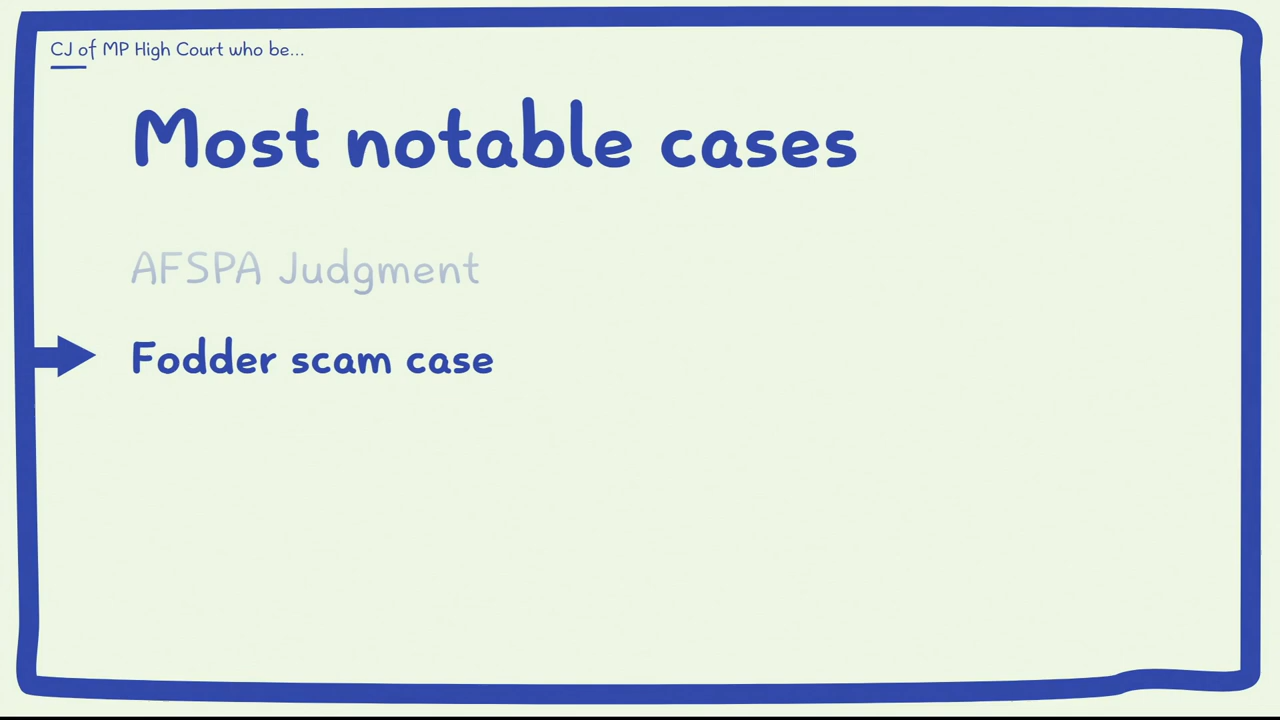 CJ of MP High Court who be...
Most notable cases
AFSPA Judgment
Fodder scam case